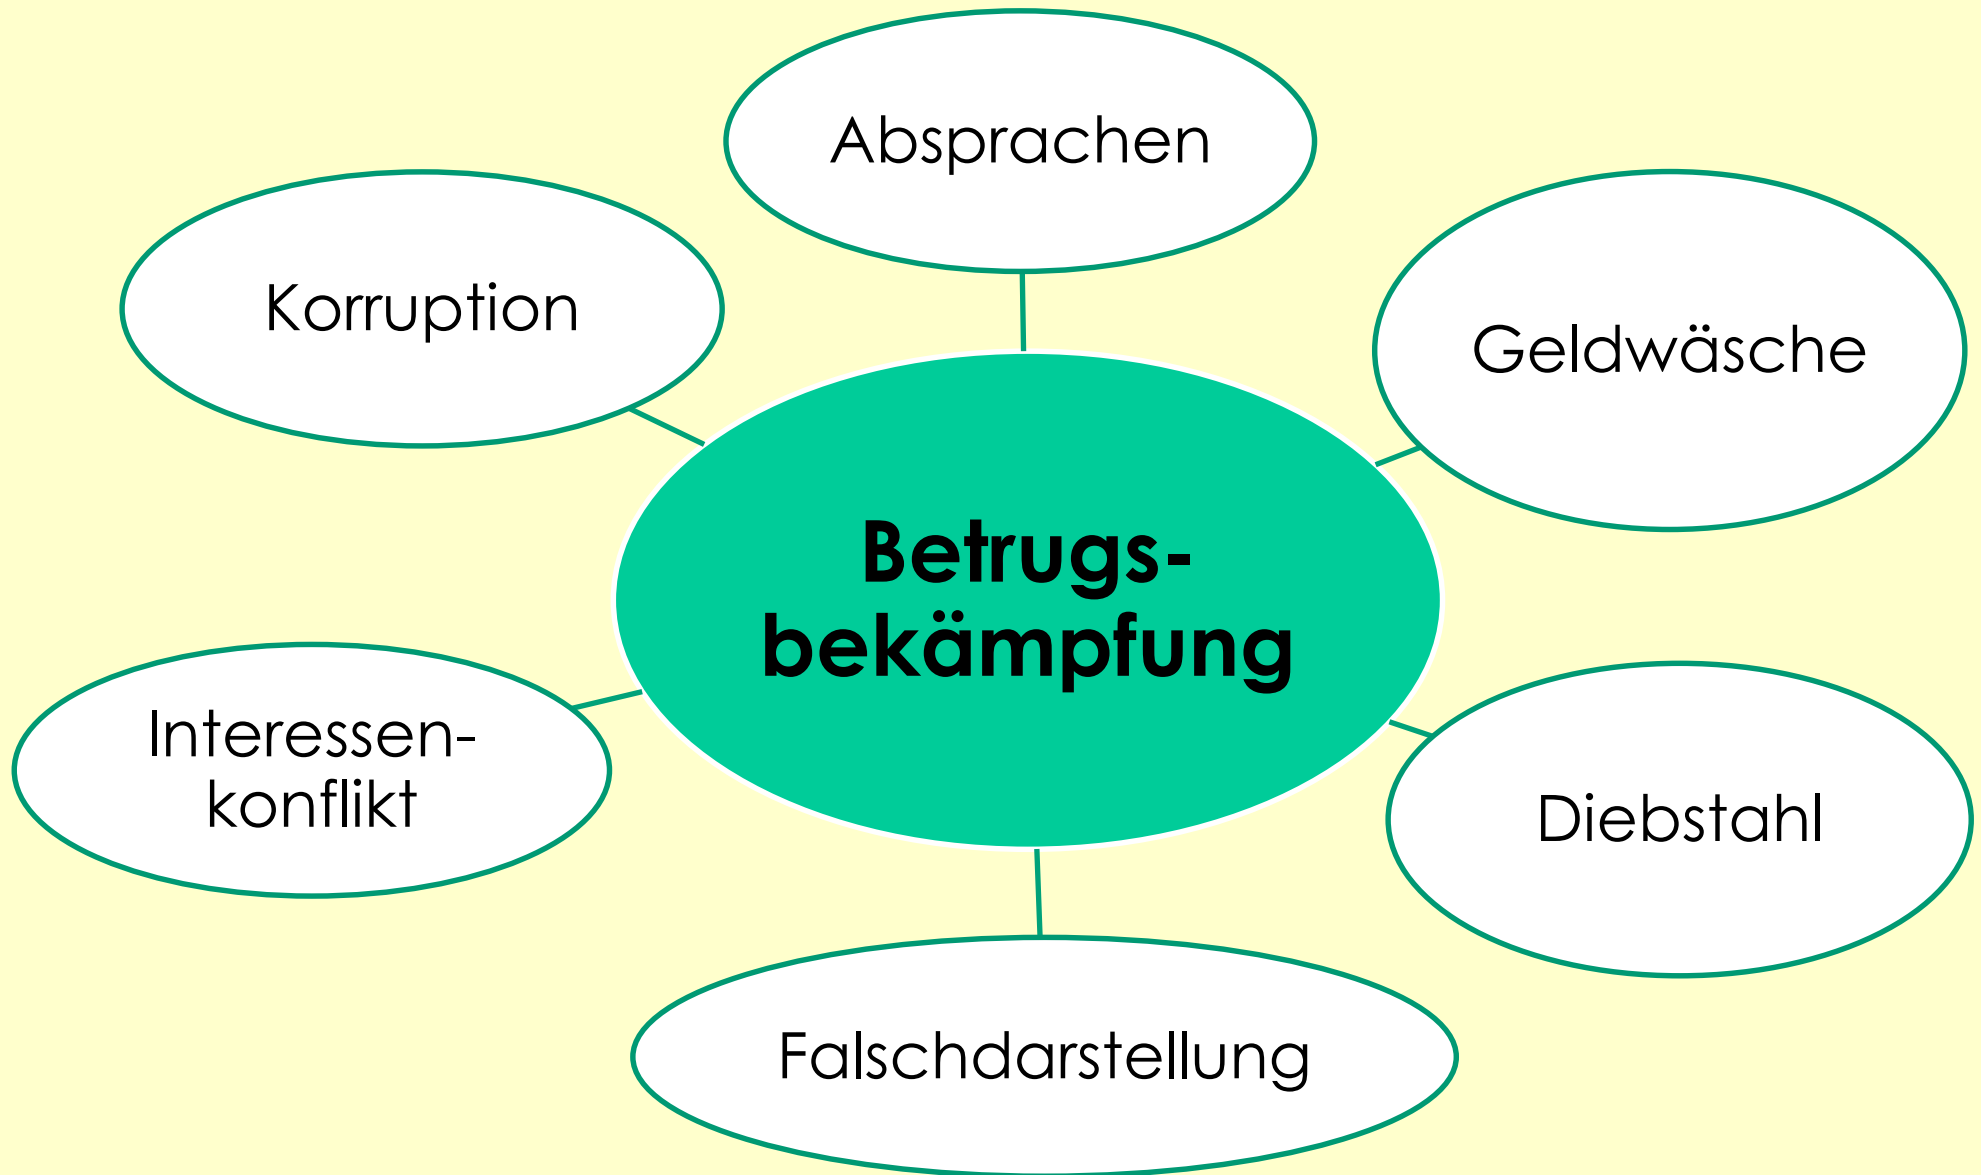 Absprachen
Korruption
Geldwäsche
Betrugs-
bekämpfung
Interessen-
konflikt
Diebstahl
Falschdarstellung